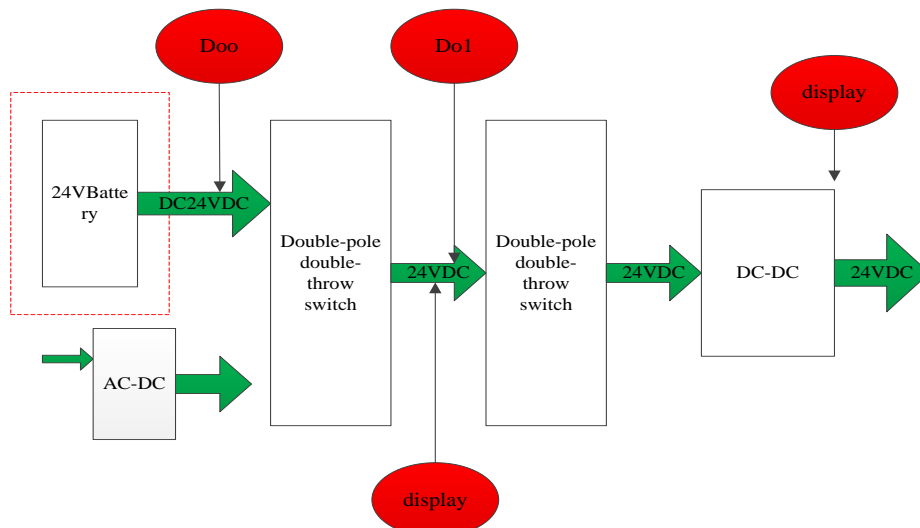 Doo
Do1
display
24VBatte
ry
DC24VDC
Double-pole
double-
throw
switch
24VDC
Double-pole
double-
throw
switch
24VDC
DC-DC
24VDC
AC-DC
display